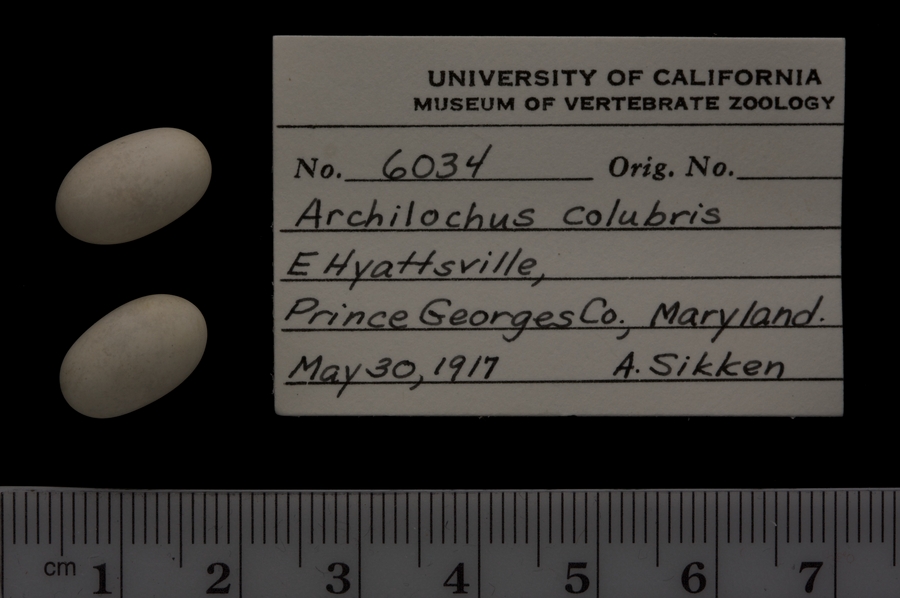 UNIVERSITY OF CALIFORNIA
MUSEUM OF VERTEBRATE ZOOLOGY
No. 6034 Orig. No.
Archilochus colubris
E Hyattsville,
Prince Georges Co., Maryland.
May 30, 1917 A. Sikken
cm 1 2 3 4 5 6 7